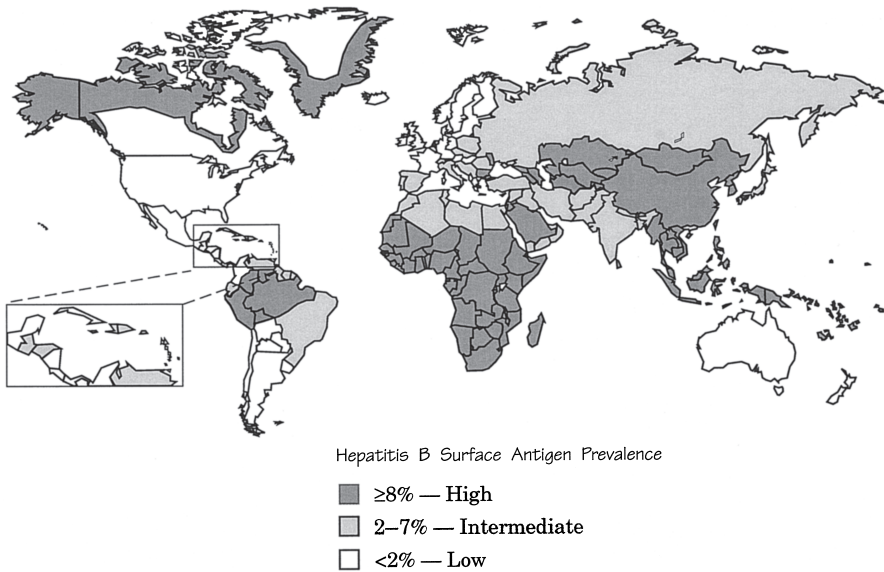 Hepatitis B Surface Antigen Prevalence
≥8% — High
2–7% — Intermediate
<2% — Low